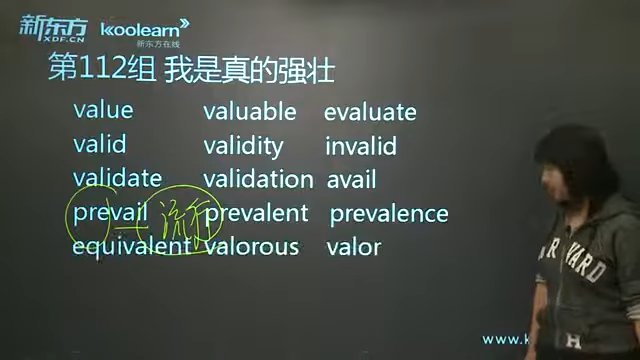 新东方 koolearn
XDF.CN 新东方在线
第112组 我是真的强壮
value valuable evaluate
valid validity invalid
validate validation avail
prevail 流行 prevalent prevalence
equivalent valorous valor
HARVARD
www.k
H